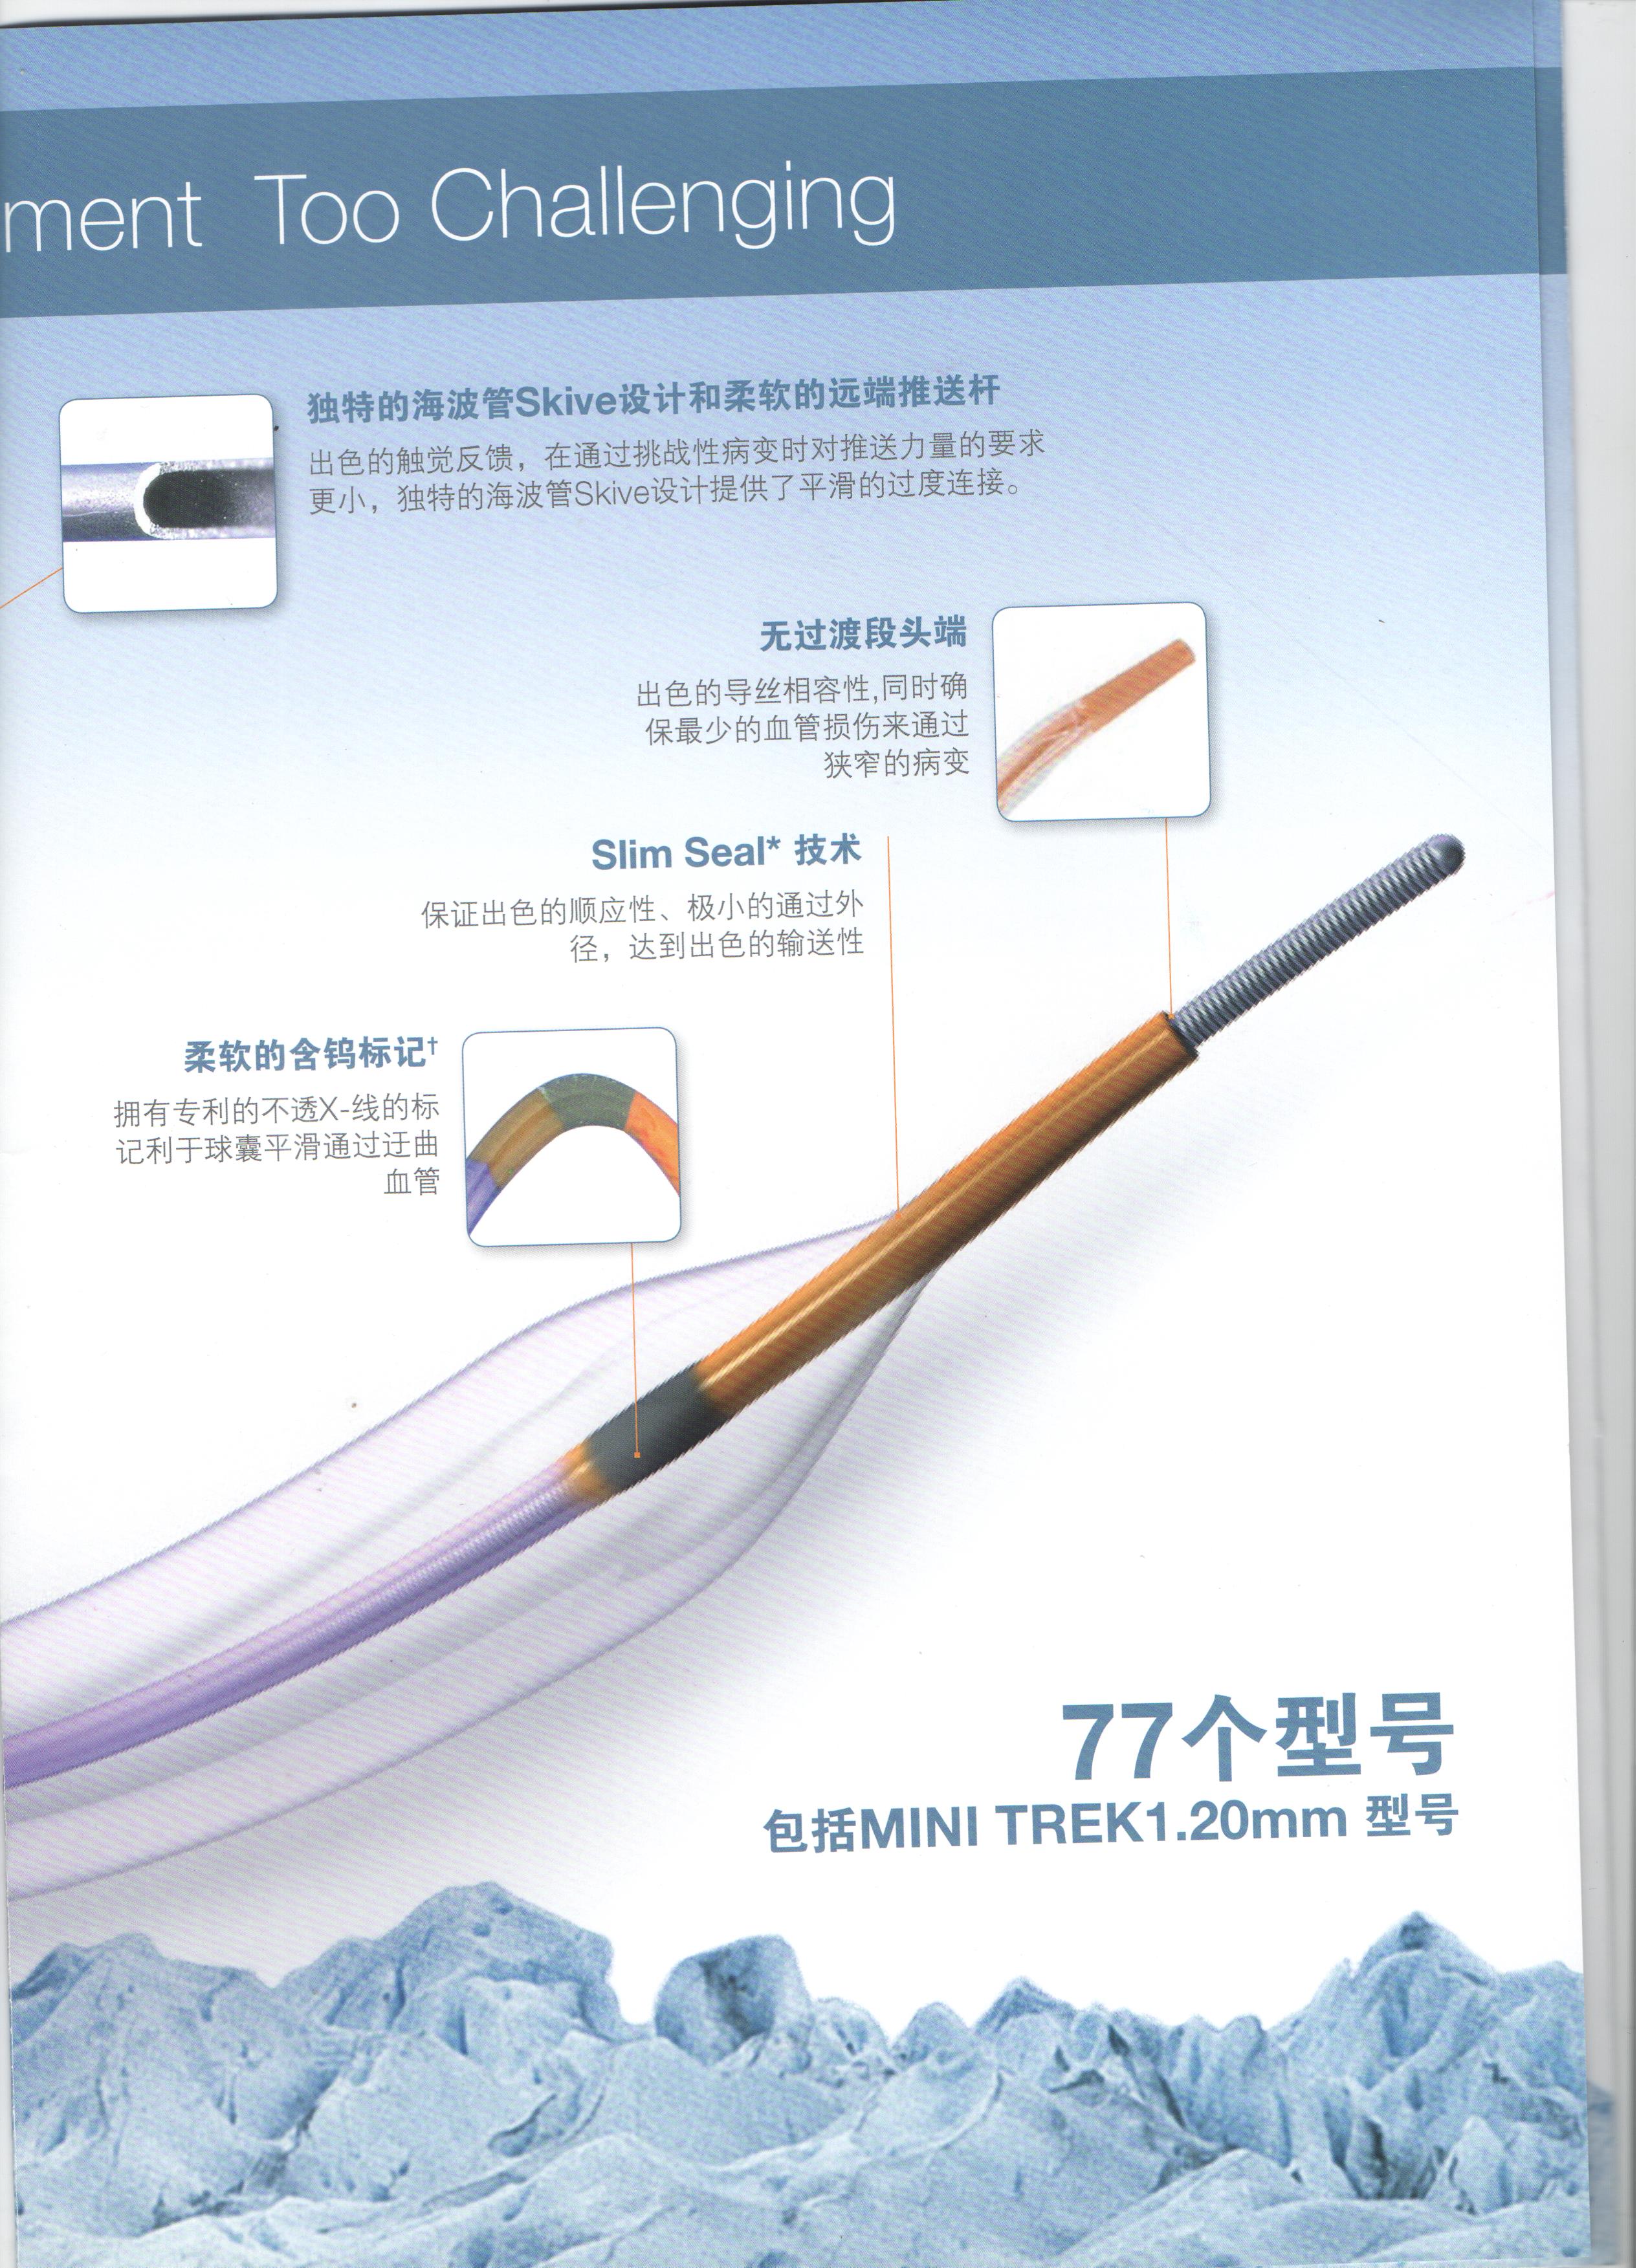 ment Too Challenging
独特的海波管Skive设计和柔软的远端推送杆
出色的触觉反馈，在通过挑战性病变时对推送力量的要求
更小，独特的海波管Skive设计提供了平滑的过度连接。
无过渡段头端
出色的导丝相容性,同时确
保最少的血管损伤来通过
狭窄的病变
Slim Seal* 技术
保证出色的顺应性、极小的通过外
径，达到出色的输送性
柔软的含钨标记†
拥有专利的不透X-线的标
记利于球囊平滑通过迂曲
血管
77个型号
包括MINI TREK1.20mm 型号